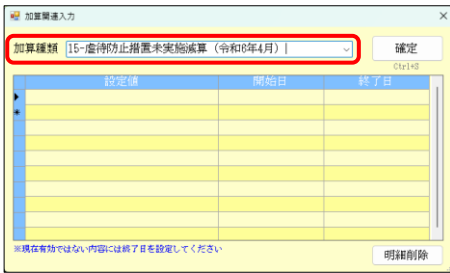 加算関連入力
加算種類 15-虐待防止措置未実施減算（令和6年4月）
確定
Ctrl+S
設定値 開始日 終了日
※現在有効ではない内容には終了日を設定してください
明細削除